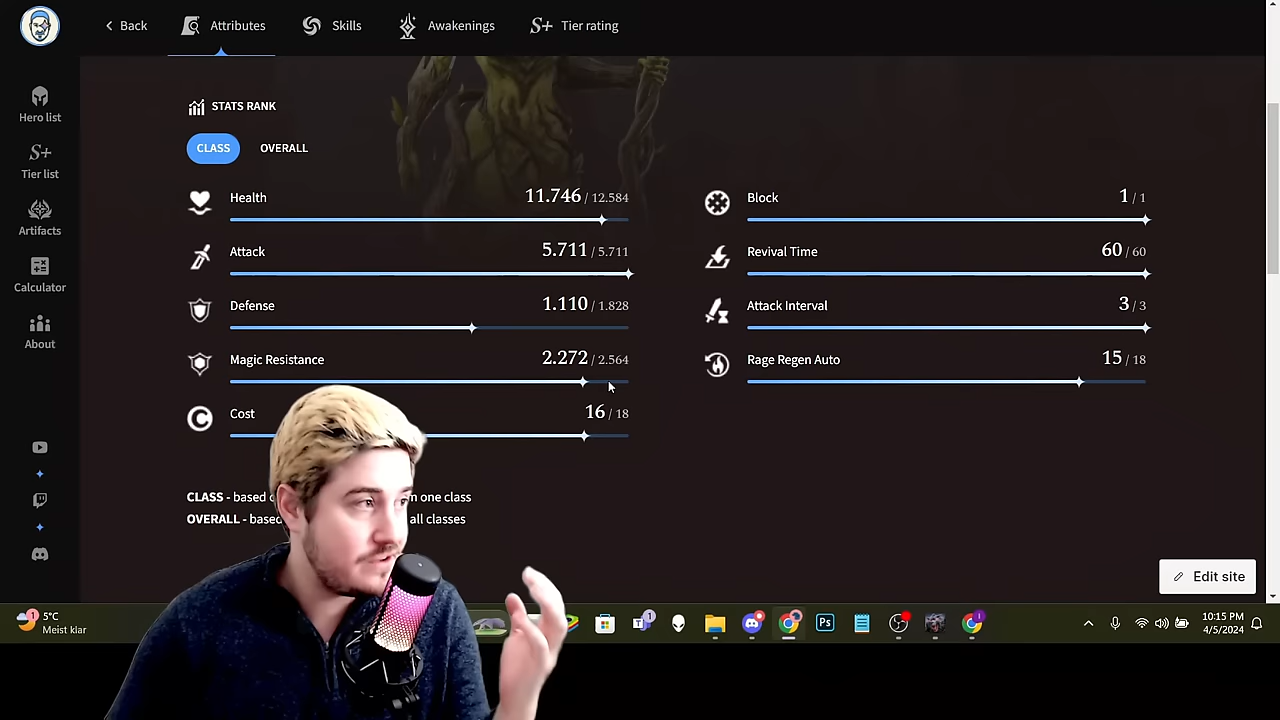 Back
Attributes
Skills
Awakenings
S+ Tier rating
Hero list
S+
Tier list
Artifacts
Calculator
About
STATS RANK
CLASS OVERALL
Health 11.746 / 12.584
Attack 5.711 / 5.711
Defense 1.110 / 1.828
Magic Resistance 2.272 / 2.564
C Cost 16 / 18
Block 1 / 1
Revival Time 60 / 60
Attack Interval 3 / 3
Rage Regen Auto 15 / 18
CLASS - based one class
OVERALL - based all classes
Edit site
1
5°C
Meist klar
1
Ps
1
10:15 PM
4/5/2024